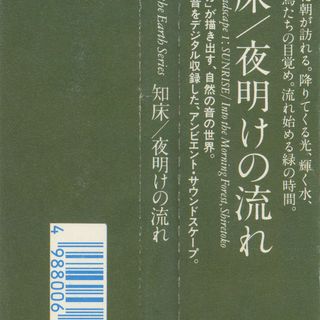 朝が訪れる。降りてくる光、輝く水、
鳥たちの目覚め。流れ始める緑の時間。
床／夜明けの流れ
dscape 1: SUNRISE / Into the Morning Forest, Shiretoko
が描き出す、自然の音の世界。
音をデジタル収録した、アンビエント・サウンドスケープ。
the Earth Series
知床／夜明けの流れ
4 988006